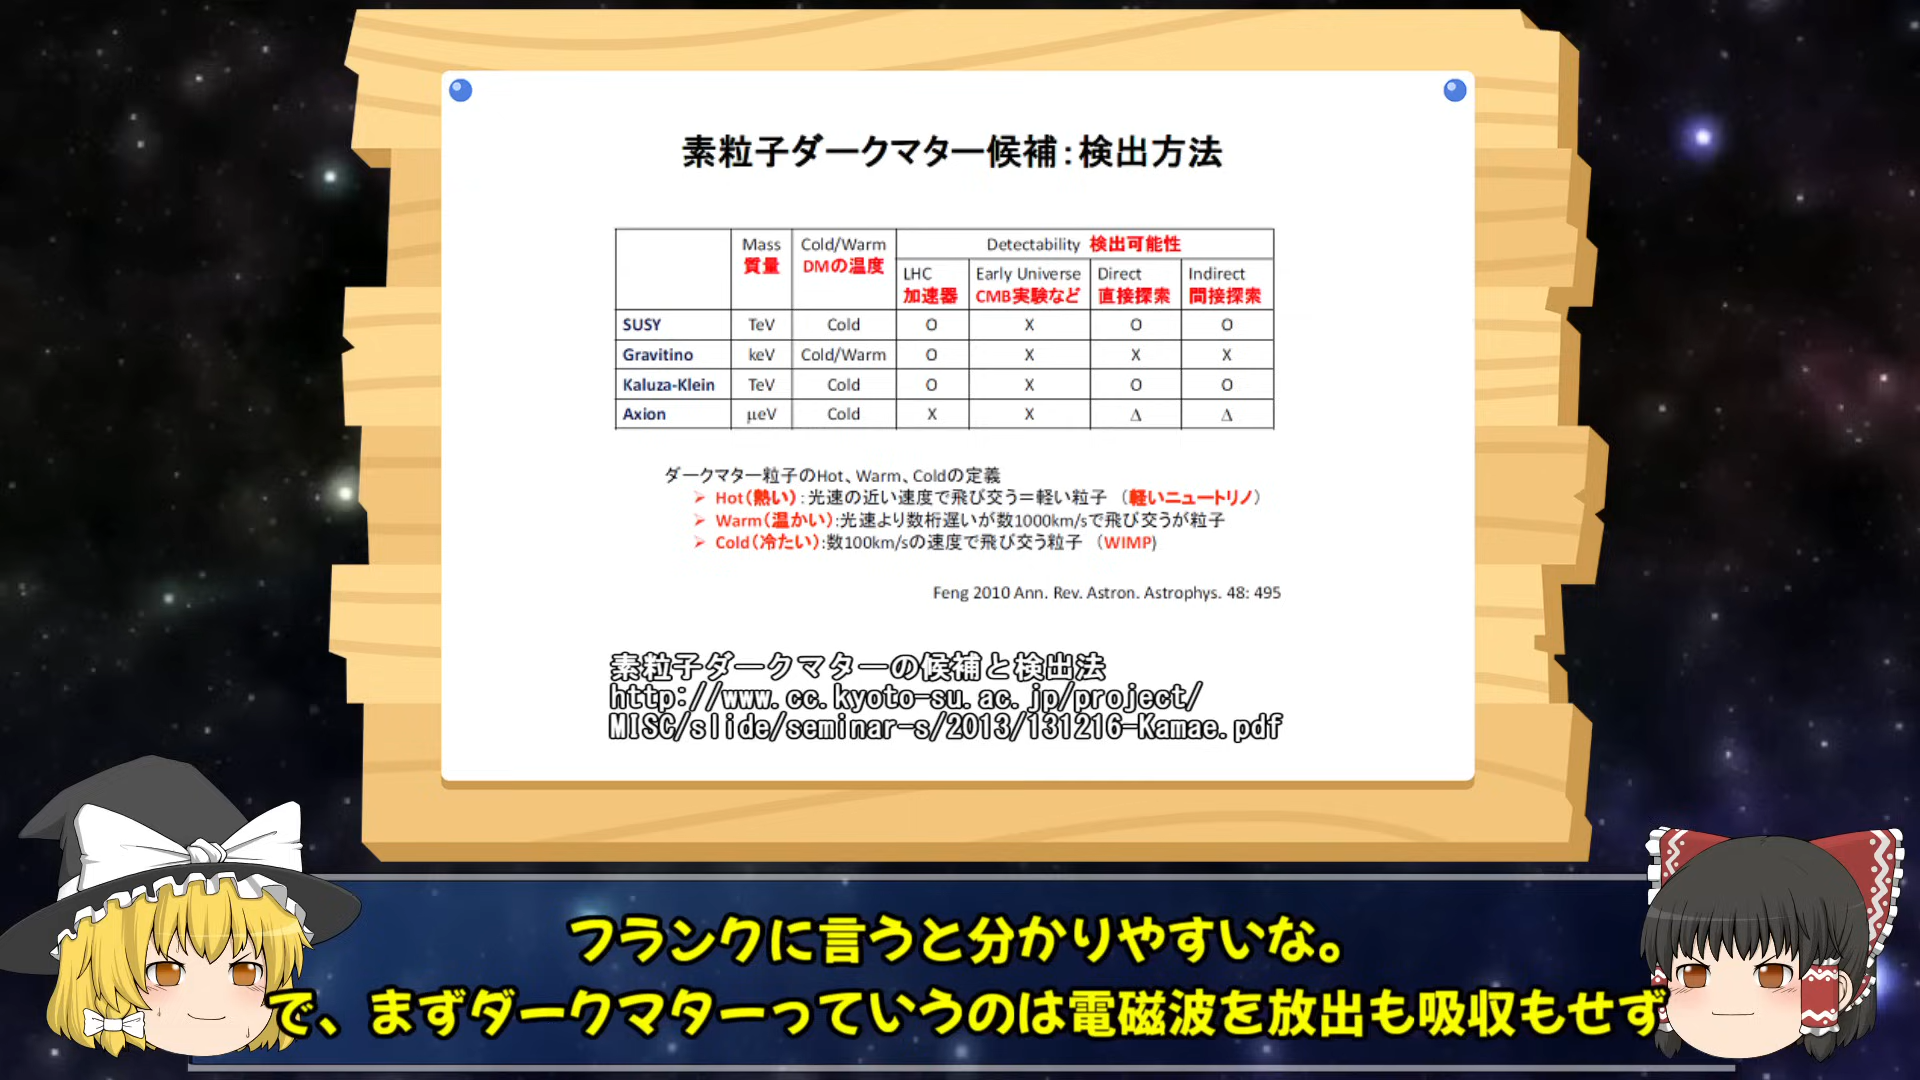 素粒子ダークマター候補：検出方法
Mass Cold/Warm Detectability 検出可能性
質量 DMの温度
LHC Early Universe Direct Indirect
加速器 CMB実験など 直接探索 間接探索
SUSY TeV Cold O X O O
Gravitino keV Cold/Warm O X X X
Kaluza-Klein TeV Cold O X O O
Axion μeV Cold X X Δ Δ
ダークマター粒子のHot、Warm、Coldの定義
➢ Hot(熱い)：光速の近い速度で飛び交う＝軽い粒子 （軽いニュートリノ）
➢ Warm(温かい):光速より数桁遅いが数1000km/sで飛び交うが粒子
➢ Cold(冷たい):数100km/sの速度で飛び交う粒子 （WIMP)
Feng 2010 Ann. Rev. Astron. Astrophys. 48: 495
素粒子ダークマターの候補と検出法
http://www.cc.kyoto-su.ac.jp/project/
MISC/slide/seminar-s/2013/131216-Kamae.pdf
フランクに言うと分かりやすいな。
で、まずダークマターっていうのは電磁波を放出も吸収もせず